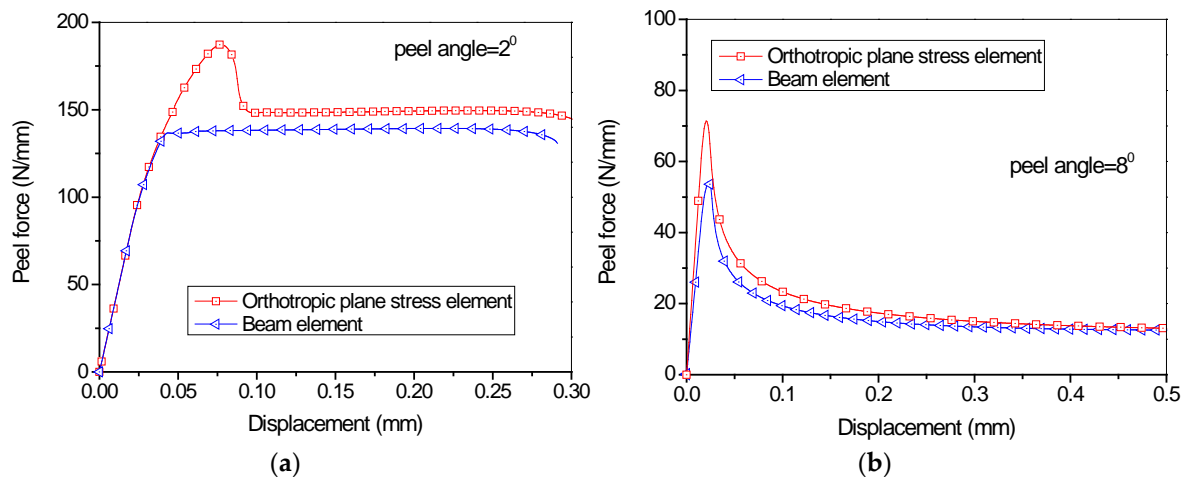 200
150
100
50
0
0.00
0.05
0.10
0.15
0.20
0.25
0.30
Peel force (N/mm)
Displacement (mm)
peel angle=2⁰
Orthotropic plane stress element
Beam element
(a)
100
80
60
40
20
0
0.0
0.1
0.2
0.3
0.4
0.5
Peel force (N/mm)
Displacement (mm)
Orthotropic plane stress element
Beam element
peel angle=8⁰
(b)